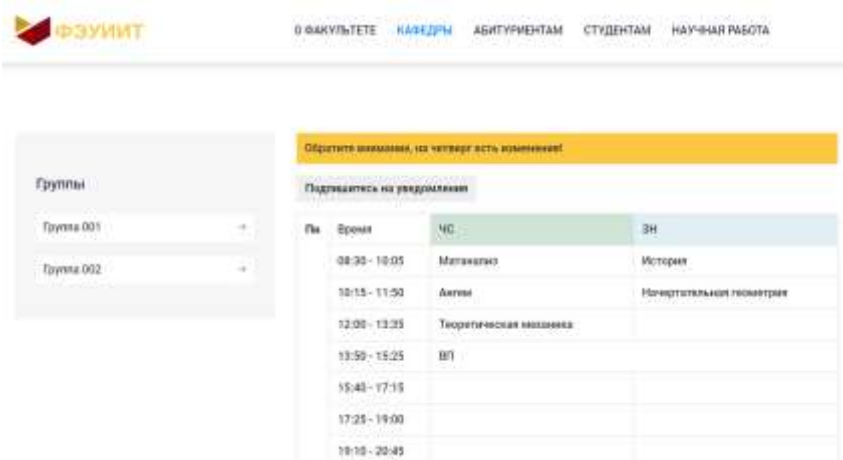 ФЭУИИТ
О ФАКУЛЬТЕТЕ КАФЕДРЫ АБИТУРИЕНТАМ СТУДЕНТАМ НАУЧНАЯ РАБОТА
Обратите внимание, на четверг есть изменения!
Группы
Подпишитесь на уведомления
Группа 001 →
Группа 002 →
Пн Время ЧС ЗН
08:30 - 10:05 Матанализ История
10:15 - 11:50 Англ Начертательная геометрия
12:00 - 13:35 Теоретическая механика
13:50 - 15:25 ВП
15:40 - 17:15
17:25 - 19:00
19:10 - 20:45